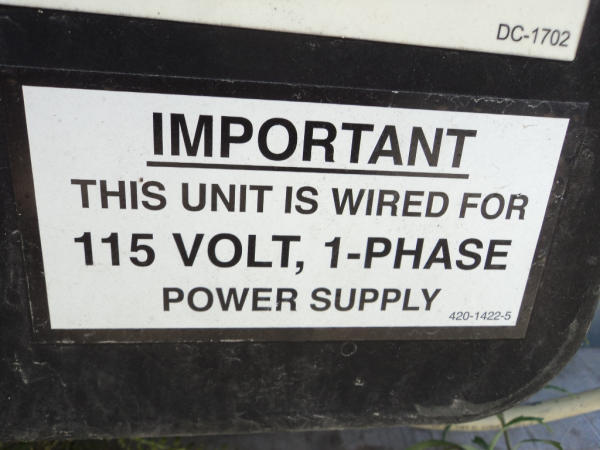 DC-1702
IMPORTANT
THIS UNIT IS WIRED FOR
115 VOLT, 1-PHASE
POWER SUPPLY
420-1422-5